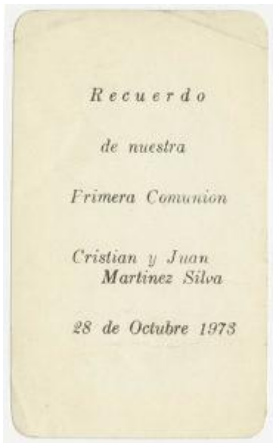 Recuerdo
de nuestra
Primera Comunion
Cristian y Juan
Martinez Silva
28 de Octubre 1973